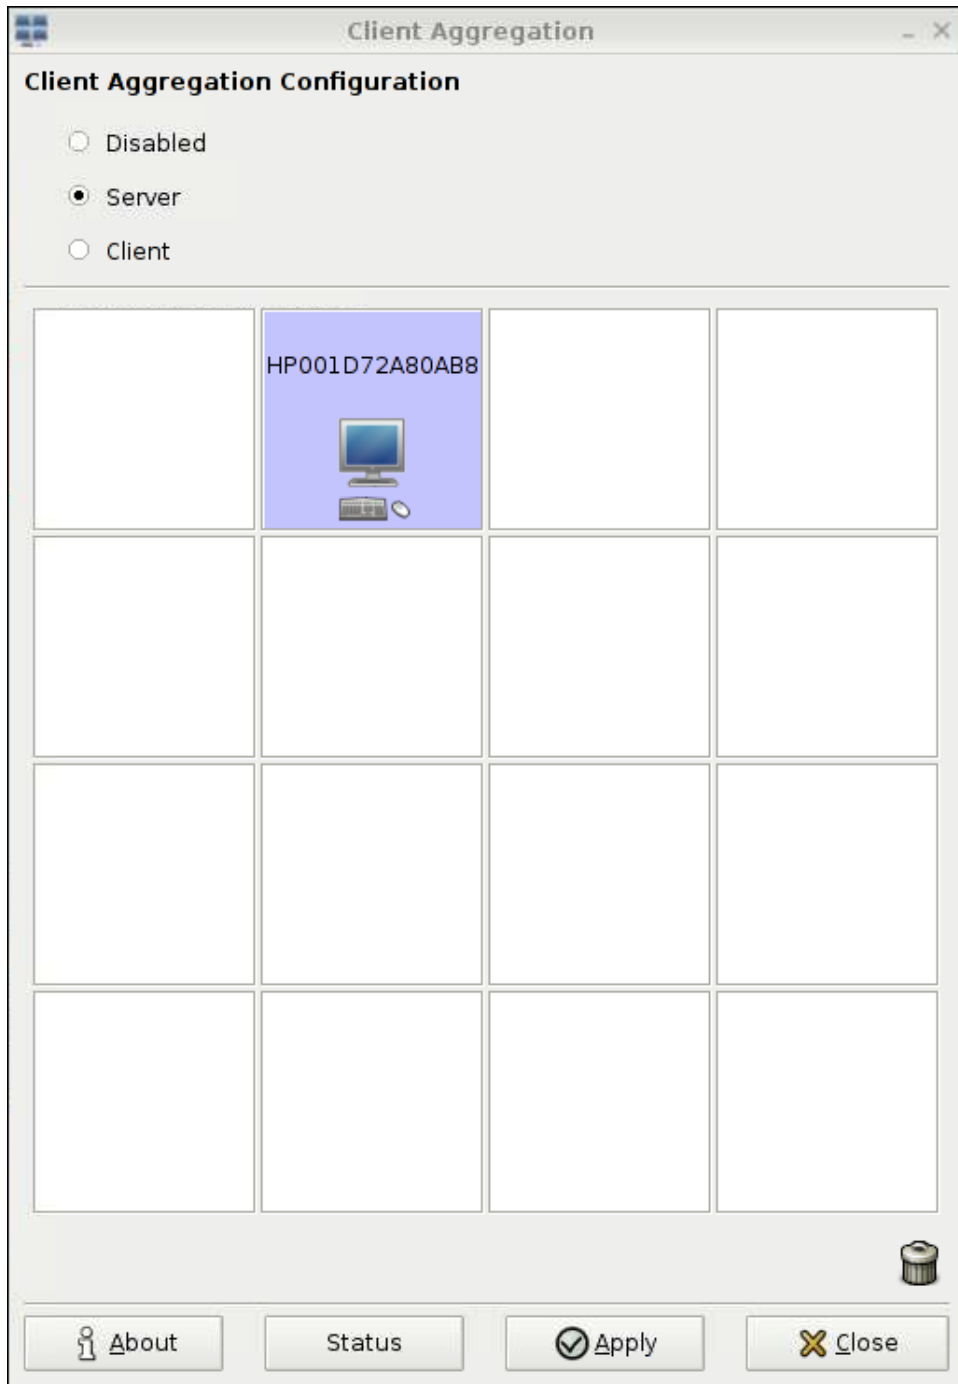 Client Aggregation
Client Aggregation Configuration
Disabled
Server
Client
HP001D72A80AB8
About
Status
Apply
Close